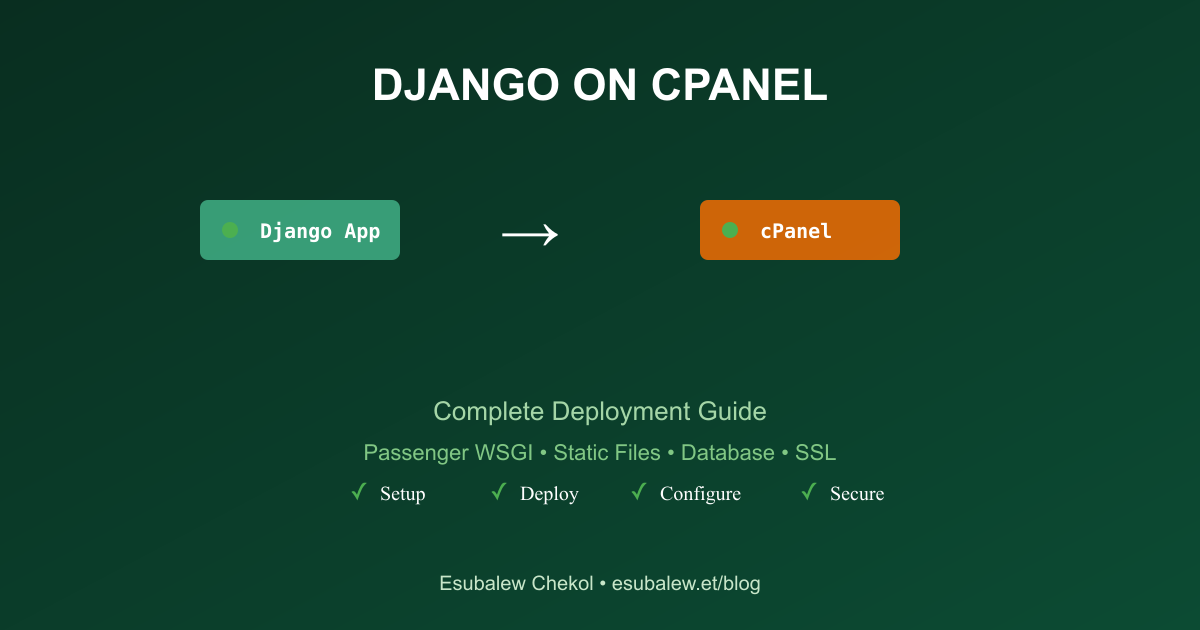 DJANGO ON CPANEL
Django App → cPanel
Complete Deployment Guide
Passenger WSGI • Static Files • Database • SSL
✓ Setup ✓ Deploy ✓ Configure ✓ Secure
Esubalew Chekol • esubalew.et/blog